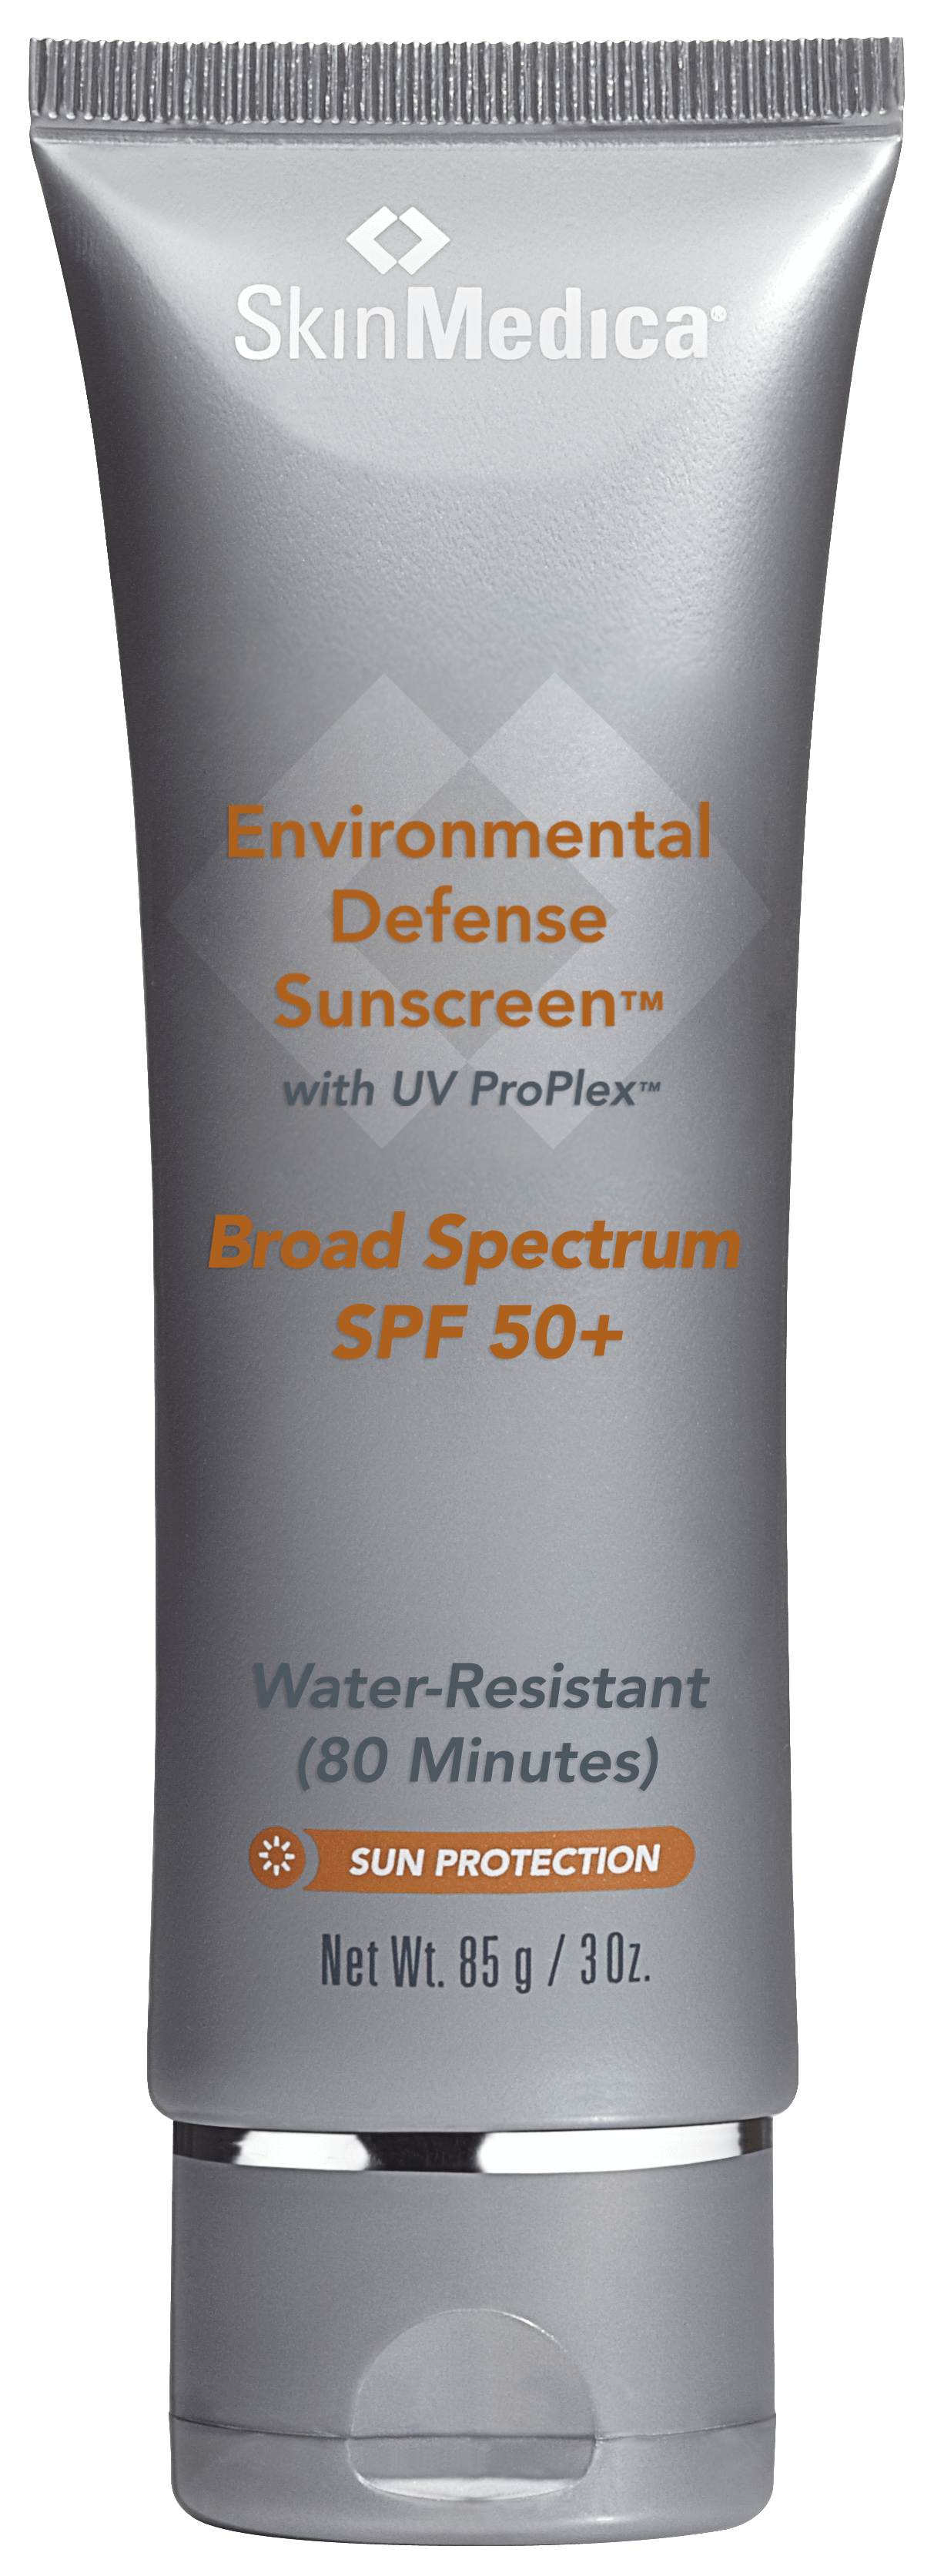 SkinMedica®
Environmental
Defense
Sunscreen™
with UV ProPlex™
Broad Spectrum
SPF 50+
Water-Resistant
(80 Minutes)
SUN PROTECTION
Net Wt. 85 g / 3 Oz.